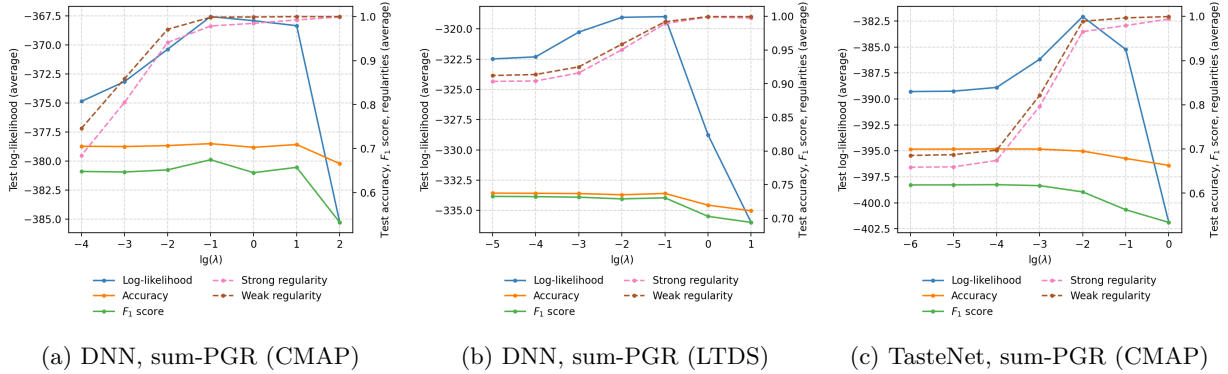 Test log-likelihood (average)
−367.5
−370.0
−372.5
−375.0
−377.5
−380.0
−382.5
−385.0
1.0
0.9
0.8
0.7
0.6
Test accuracy, F1 score, regularities (average)
−4 −3 −2 −1 0 1 2
lg(λ)
Log-likelihood
Accuracy
F1 score
Strong regularity
Weak regularity
(a) DNN, sum-PGR (CMAP)
Test log-likelihood (average)
−320.0
−322.5
−325.0
−327.5
−330.0
−332.5
−335.0
1.00
0.95
0.90
0.85
0.80
0.75
0.70
Test accuracy, F1 score, regularities (average)
−5 −4 −3 −2 −1 0 1
lg(λ)
Log-likelihood
Accuracy
F1 score
Strong regularity
Weak regularity
(b) DNN, sum-PGR (LTDS)
Test log-likelihood (average)
−382.5
−385.0
−387.5
−390.0
−392.5
−395.0
−397.5
−400.0
−402.5
1.0
0.9
0.8
0.7
0.6
Test accuracy, F1 score, regularities (average)
−6 −5 −4 −3 −2 −1 0
lg(λ)
Log-likelihood
Accuracy
F1 score
Strong regularity
Weak regularity
(c) TasteNet, sum-PGR (CMAP)